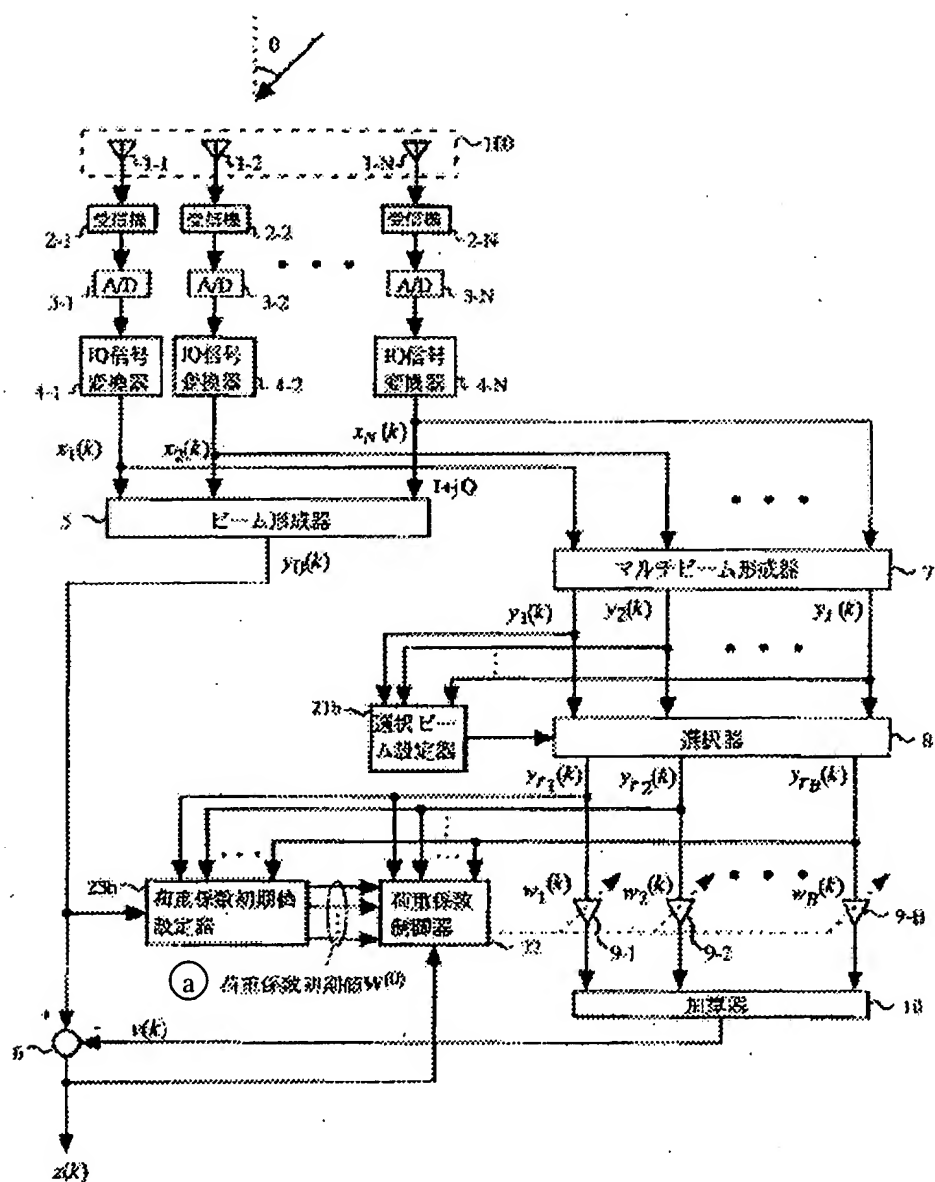 θ
100
1-1
1-2
1-N
受信機
受信機
受信機
2-1
2-2
2-N
A/D
A/D
A/D
3-1
3-2
3-N
IQ信号
変換器
IQ信号
変換器
IQ信号
変換器
4-1
4-2
4-N
x1(k)
x2(k)
xN(k)
I+jQ
5
ビーム形成器
y0(k)
マルチビーム形成器
7
y1(k)
y2(k)
yI(k)
21b
選択ビー
ム設定器
選択器
8
yr1(k)
yr2(k)
yrB(k)
23b
荷重係数初期値
設定器
荷重係数
制御器
22
w1(k)
w2(k)
wB(k)
9-1
9-2
9-B
a 荷重係数初期値W(0)
加算器
10
+
-
v(k)
6
z(k)